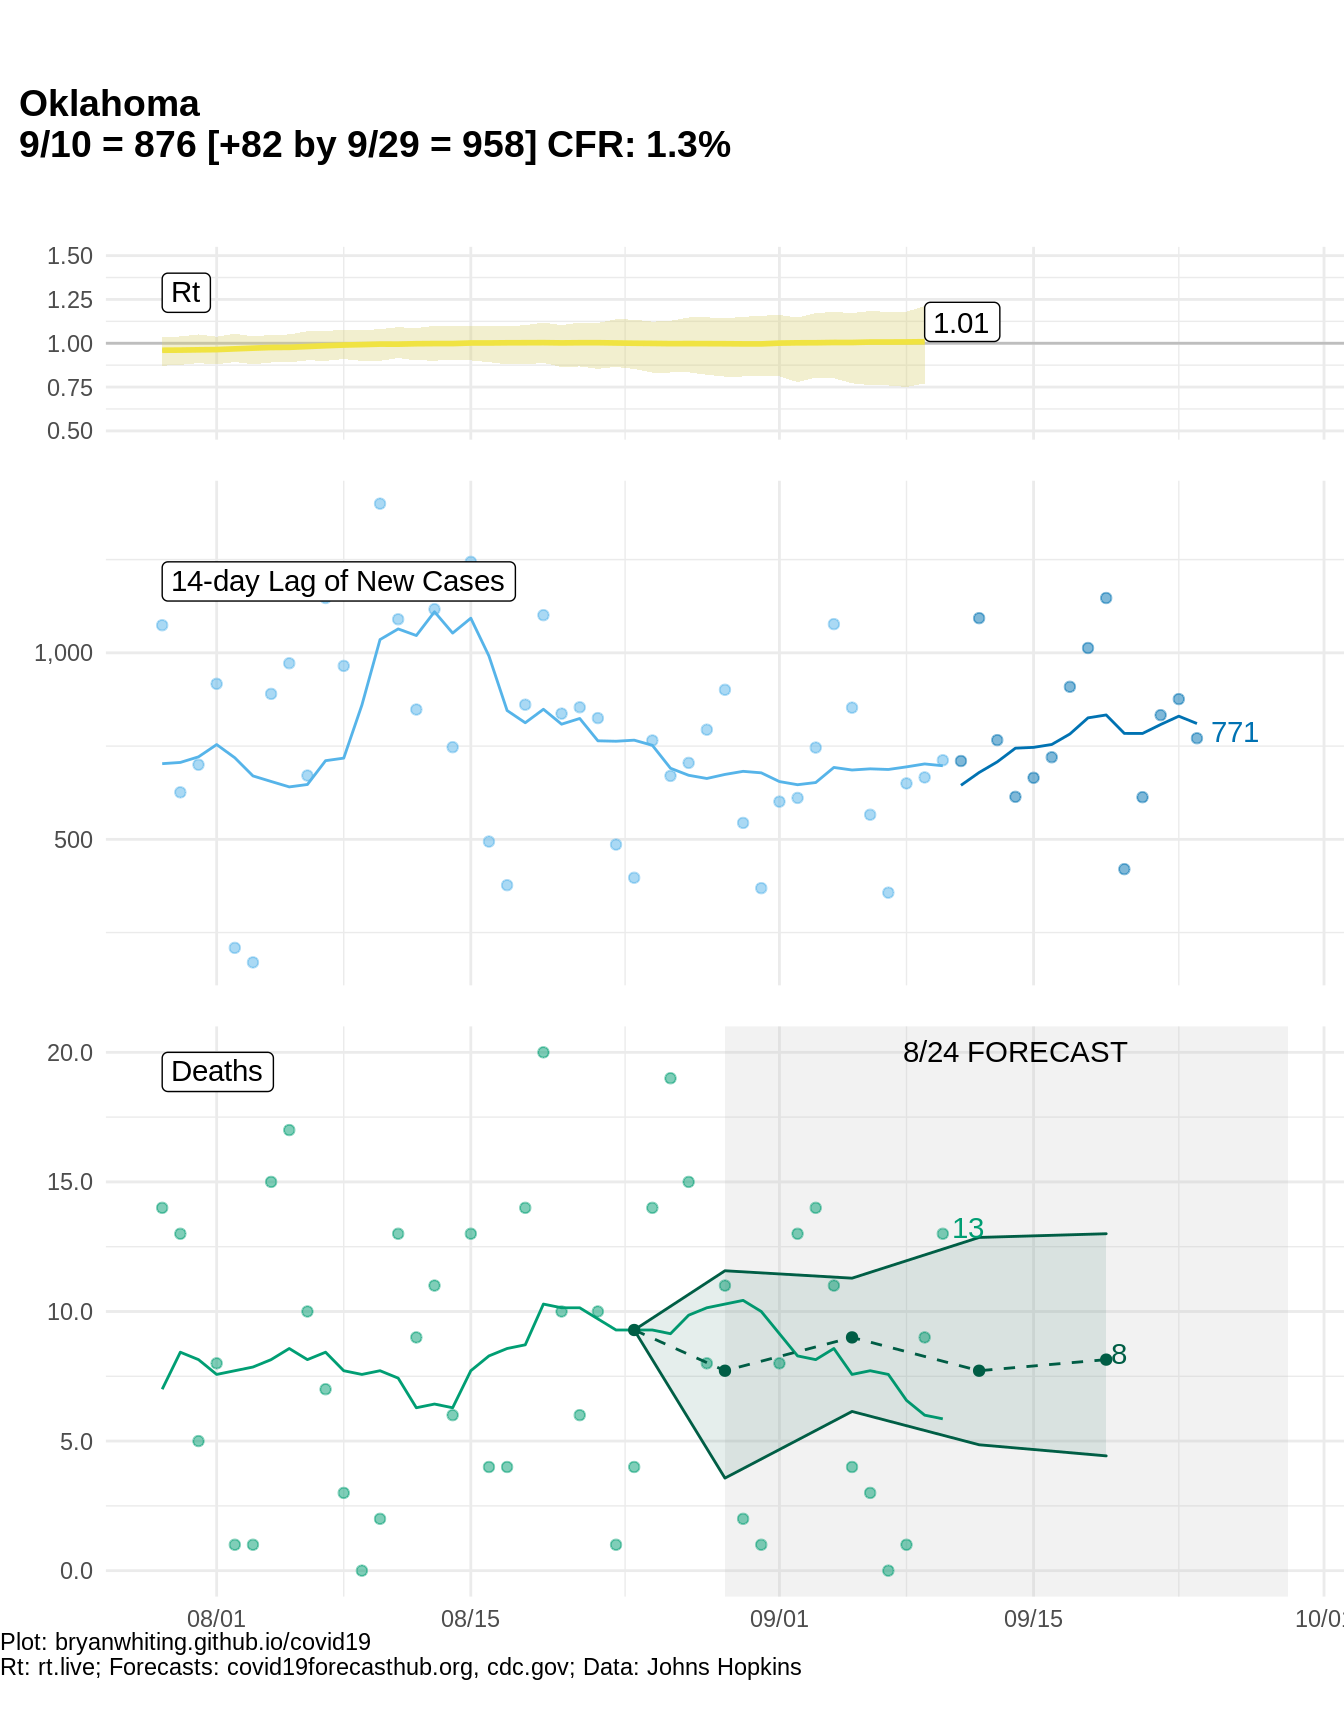 Oklahoma
9/10 = 876 [+82 by 9/29 = 958] CFR: 1.3%
1.50
Rt
1.25
1.01
1.00
0.75
0.50
14-day Lag of New Cases
1,000
771
500
20.0
8/24 FORECAST
Deaths
15.0
13
10.0
8
5.0
0.0
08/01 08/15 09/01 09/15 10/01
Plot: bryanwhiting.github.io/covid19
Rt: rt.live; Forecasts: covid19forecasthub.org, cdc.gov; Data: Johns Hopkins